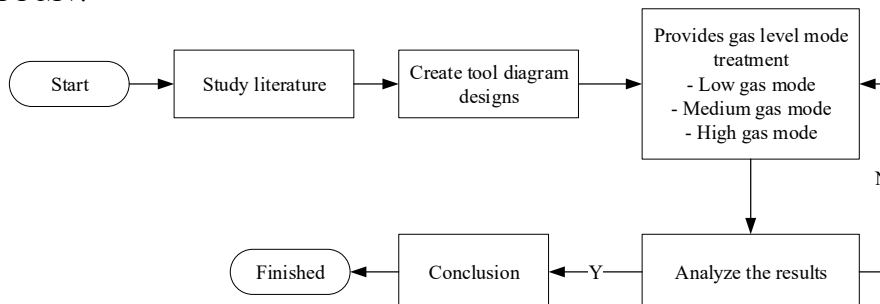 Start
Study literature
Create tool diagram
designs
Provides gas level mode
treatment
- Low gas mode
- Medium gas mode
- High gas mode
Finished
Conclusion
Y
Analyze the results